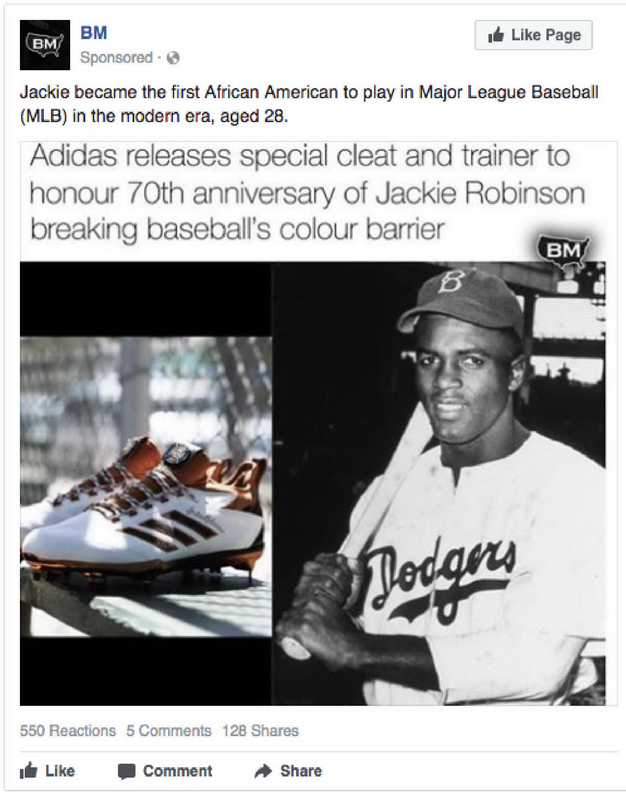 BM
BM
Like Page
Sponsored ·
Jackie became the first African American to play in Major League Baseball
(MLB) in the modern era, aged 28.
Adidas releases special cleat and trainer to
honour 70th anniversary of Jackie Robinson
breaking baseball's colour barrier
BM
B
Dodgers
550 Reactions 5 Comments 128 Shares
Like Comment Share